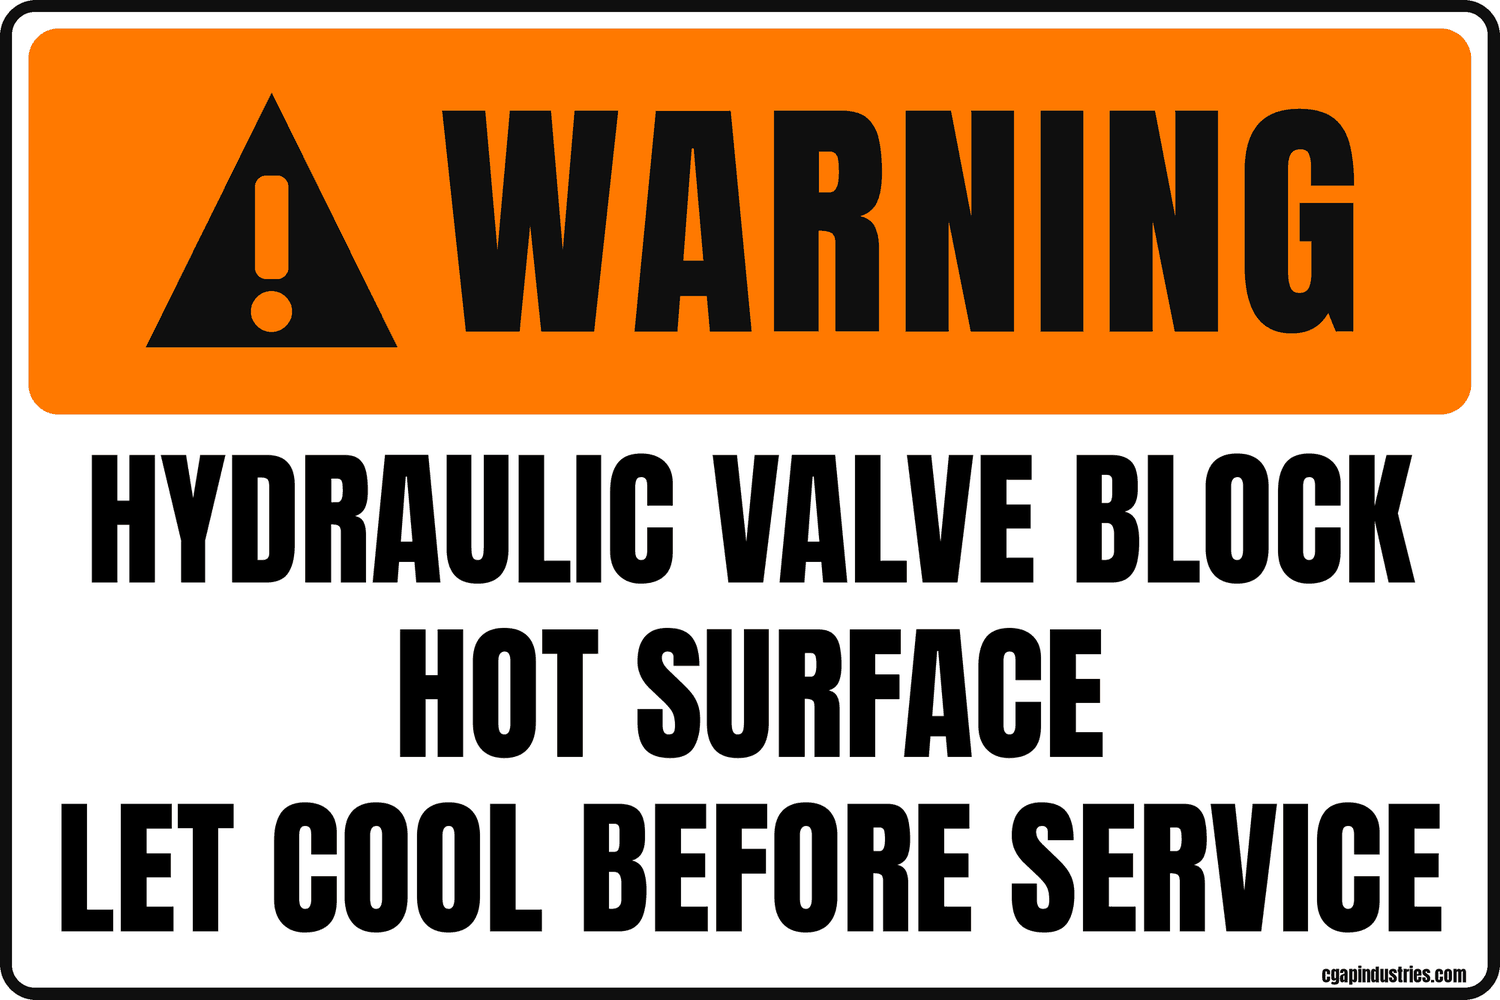 WARNING
HYDRAULIC VALVE BLOCK
HOT SURFACE
LET COOL BEFORE SERVICE
cgapindustries.com